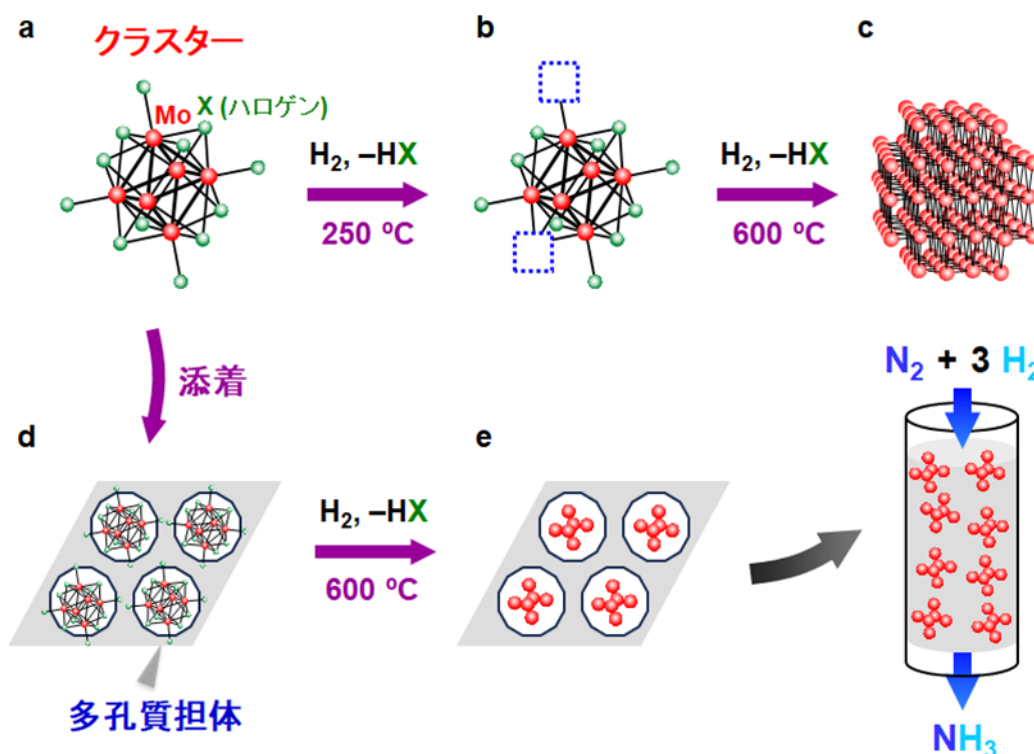 a
クラスター
Mo X (ハロゲン)
H₂, –HX
250 ºC
b
H₂, –HX
600 ºC
c
添着
d
多孔質担体
H₂, –HX
600 ºC
e
N₂ + 3 H₂
NH₃